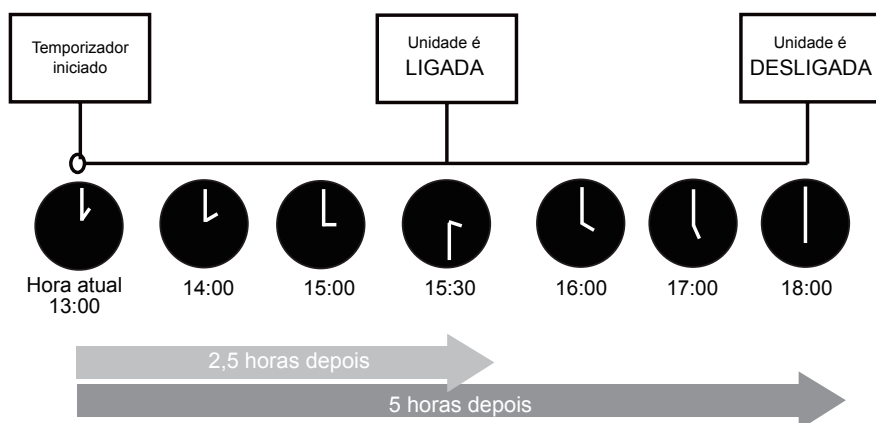 Temporizador
iniciado
Unidade é
LIGADA
Unidade é
DESLIGADA
Hora atual
13:00
14:00
15:00
15:30
16:00
17:00
18:00
2,5 horas depois
5 horas depois